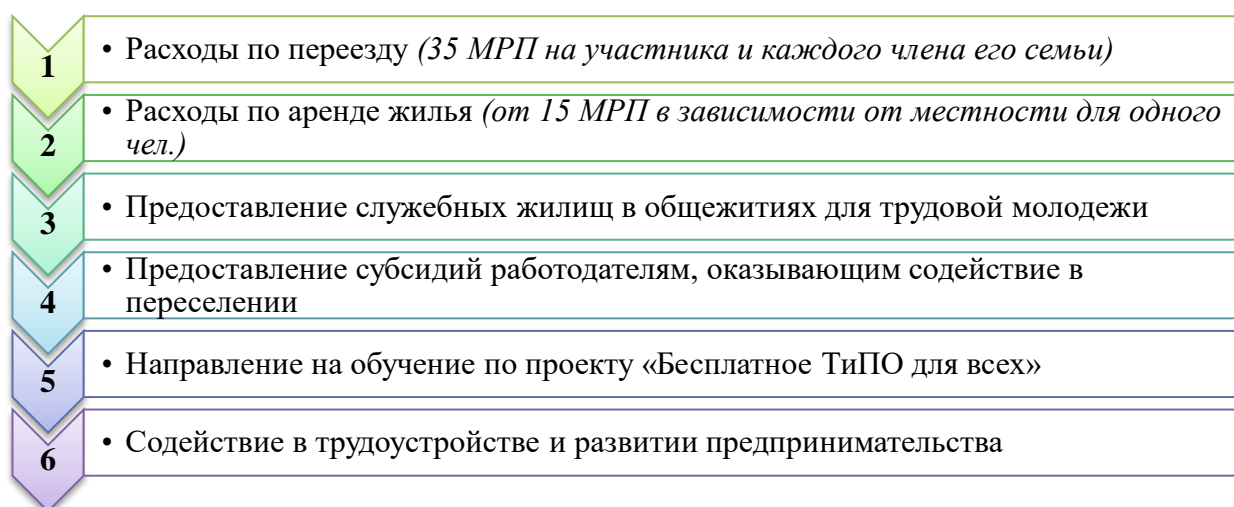 1
• Расходы по переезду (35 МРП на участника и каждого члена его семьи)
2
• Расходы по аренде жилья (от 15 МРП в зависимости от местности для одного
чел.)
3
• Предоставление служебных жилищ в общежитиях для трудовой молодежи
4
• Предоставление субсидий работодателям, оказывающим содействие в
переселении
5
• Направление на обучение по проекту «Бесплатное ТиПО для всех»
6
• Содействие в трудоустройстве и развитии предпринимательства